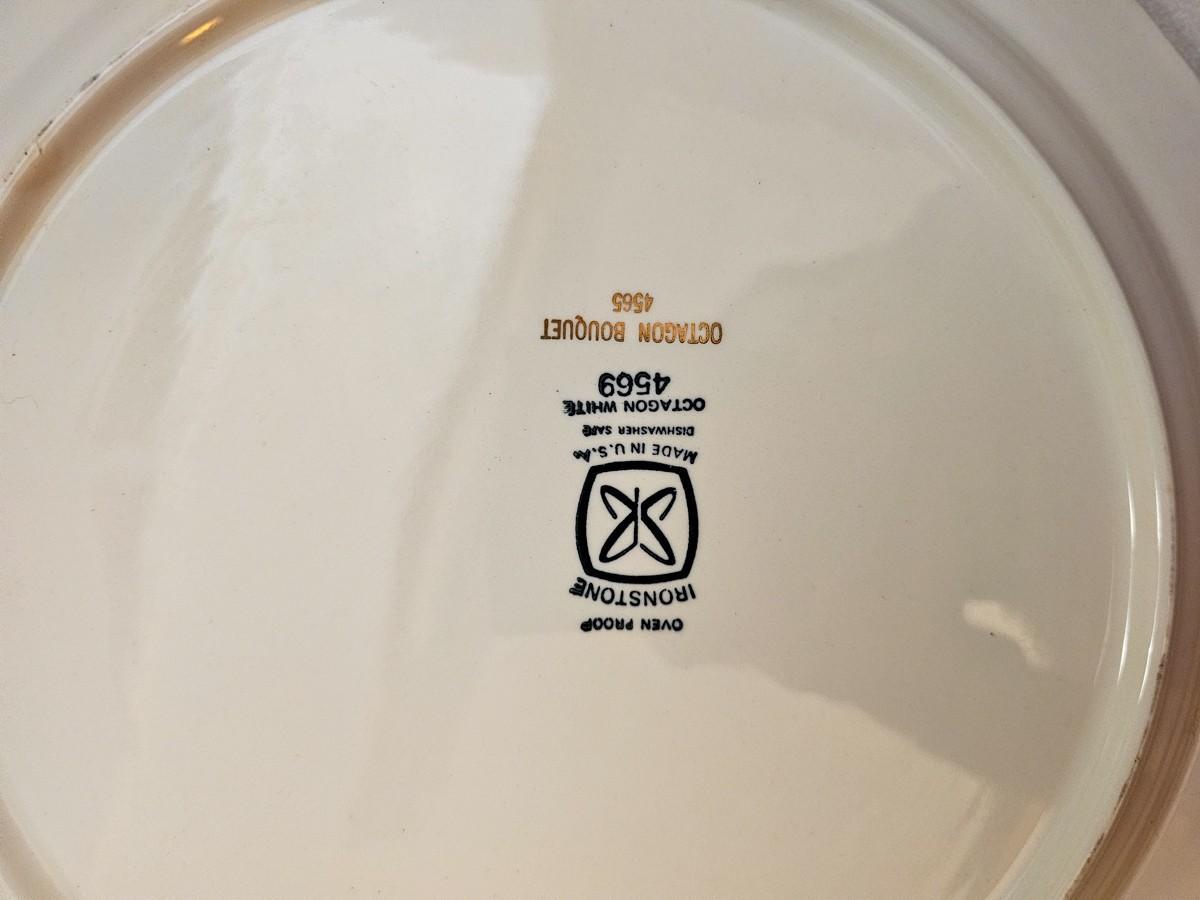 OVEN PROOF
IRONSTONE
MADE IN U.S.A.
DISHWASHER SAFE
OCTAGON WHITE
4569
OCTAGON BOUQUET
4565